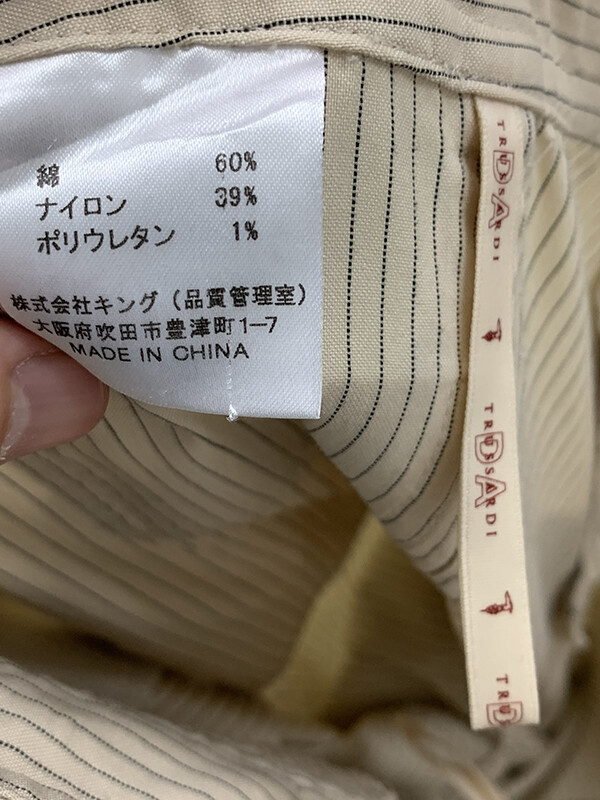 綿 60%
ナイロン 39%
ポリウレタン 1%
株式会社キング（品質管理室）
大阪府吹田市豊津町1−7
MADE IN CHINA
TRUSSARDI
TRUSSARDI
TRUS